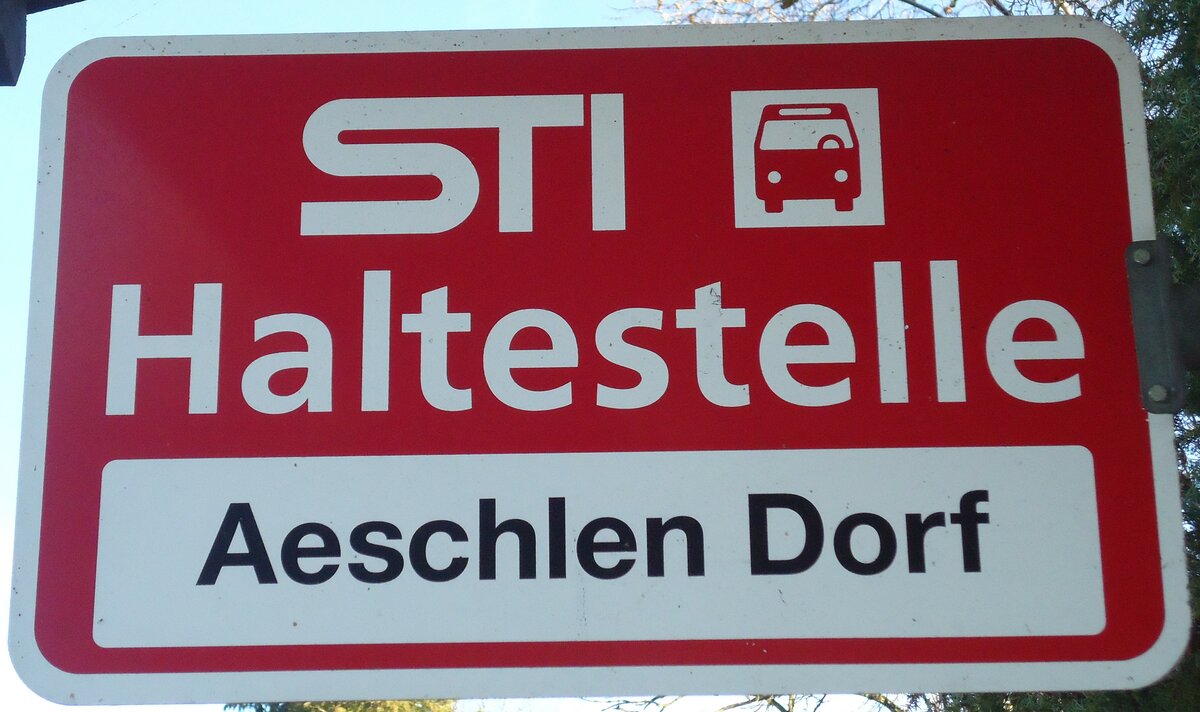 STI
Haltestelle
Aeschlen Dorf